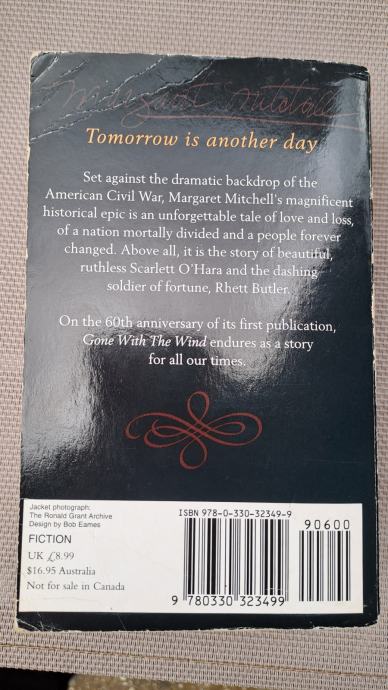 Margaret Mitchell
Tomorrow is another day
Set against the dramatic backdrop of the
American Civil War, Margaret Mitchell's magnificent
historical epic is an unforgettable tale of love and loss,
of a nation mortally divided and a people forever
changed. Above all, it is the story of beautiful,
ruthless Scarlett O'Hara and the dashing
soldier of fortune, Rhett Butler.
On the 60th anniversary of its first publication,
Gone With The Wind endures as a story
for all our times.
Jacket photograph:
The Ronald Grant Archive
Design by Bob Eames
FICTION
UK £8.99
$16.95 Australia
Not for sale in Canada
ISBN 978-0-330-32349-9
90600
9 780330 323499